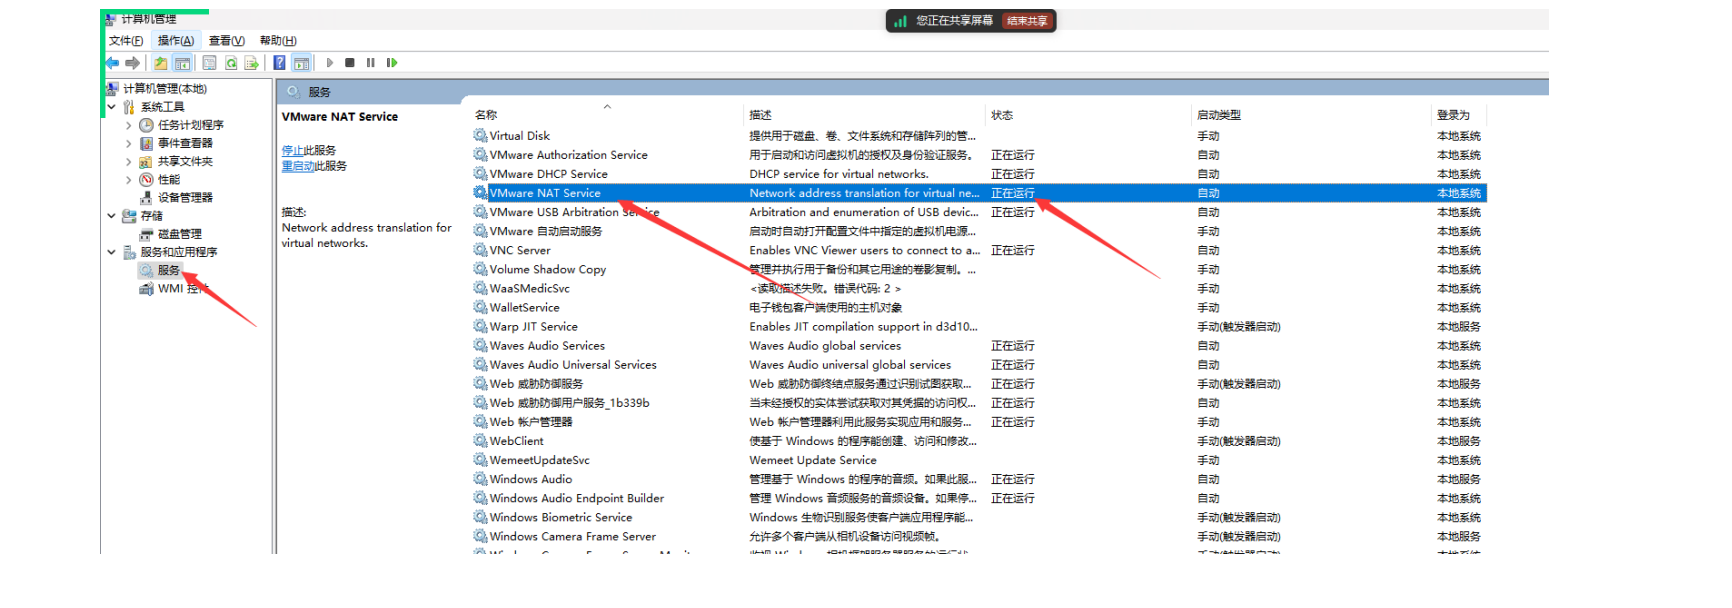 计算机管理
您正在共享屏幕 结束共享
文件(F) 操作(A) 查看(V) 帮助(H)
计算机管理(本地)
系统工具
任务计划程序
事件查看器
共享文件夹
性能
设备管理器
存储
磁盘管理
服务和应用程序
服务
WMI 控件
服务
VMware NAT Service
停止此服务
重启动此服务
描述:
Network address translation for
virtual networks.
名称 描述 状态 启动类型 登录为
Virtual Disk 提供用于磁盘、卷、文件系统和存储阵列的管... 手动 本地系统
VMware Authorization Service 用于启动和访问虚拟机的授权及身份验证服务。 正在运行 自动 本地系统
VMware DHCP Service DHCP service for virtual networks. 正在运行 自动 本地系统
VMware NAT Service Network address translation for virtual ne... 正在运行 自动 本地系统
VMware USB Arbitration Service Arbitration and enumeration of USB devic... 正在运行 自动 本地系统
VMware 自动启动服务 启动时自动打开配置文件中指定的虚拟机电源... 手动 本地系统
VNC Server Enables VNC Viewer users to connect to a... 正在运行 自动 本地系统
Volume Shadow Copy 管理并执行用于备份和其它用途的卷影复制。... 手动 本地系统
WaaSMedicSvc <读取描述失败。错误代码: 2 > 手动 本地系统
WalletService 电子钱包客户端使用的主机对象 手动 本地系统
Warp JIT Service Enables JIT compilation support in d3d10... 手动(触发器启动) 本地服务
Waves Audio Services Waves Audio global services 正在运行 自动 本地系统
Waves Audio Universal Services Waves Audio universal global services 正在运行 自动 本地系统
Web 威胁防御服务 Web 威胁防御终结点服务通过识别试图获取... 正在运行 手动(触发器启动) 本地服务
Web 威胁防御用户服务_1b339b 当未经授权的实体尝试获取对其凭据的访问权... 正在运行 自动 本地系统
Web 帐户管理器 Web 帐户管理器利用此服务实现应用和服务... 正在运行 手动 本地系统
WebClient 使基于 Windows 的程序能创建、访问和修改... 手动(触发器启动) 本地服务
WemeetUpdateSvc Wemeet Update Service 手动 本地系统
Windows Audio 管理基于 Windows 的程序的音频。如果此服... 正在运行 自动 本地服务
Windows Audio Endpoint Builder 管理 Windows 音频服务的音频设备。如果停... 正在运行 自动 本地系统
Windows Biometric Service Windows 生物识别服务使客户端应用程序能... 手动(触发器启动) 本地系统
Windows Camera Frame Server 允许多个客户端从相机设备访问视频帧。 手动(触发器启动) 本地服务